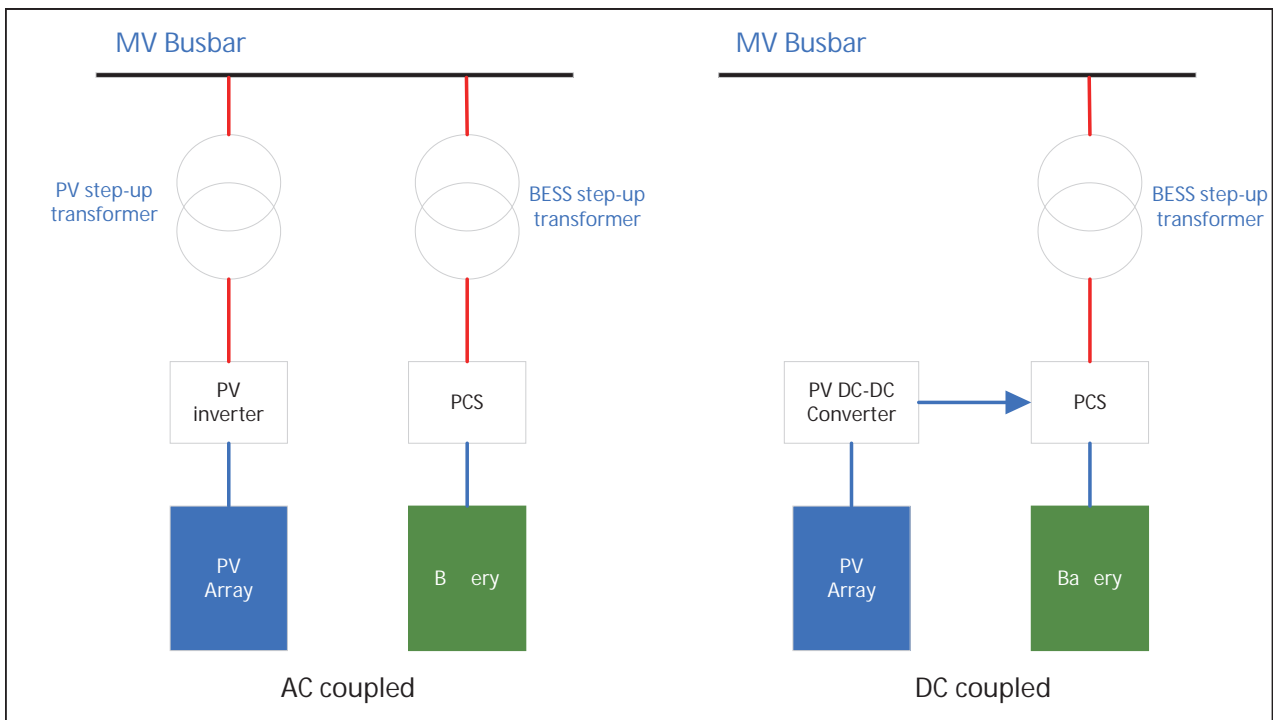 MV Busbar
PV step-up
transformer
BESS step-up
transformer
PV
inverter
PCS
PV
Array
B ery
AC coupled
MV Busbar
BESS step-up
transformer
PV DC-DC
Converter
PCS
PV
Array
Ba ery
DC coupled